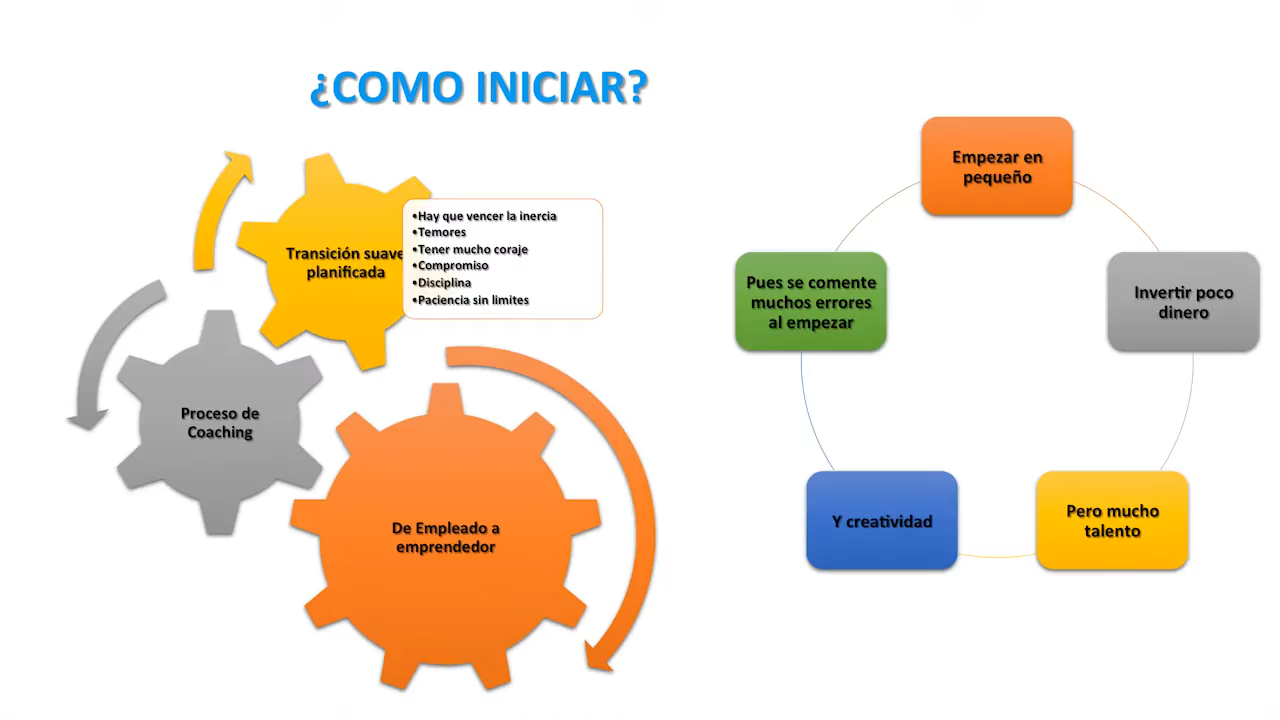 ¿COMO INICIAR?
Transición suave
planificada
•Hay que vencer la inercia
•Temores
•Tener mucho coraje
•Compromiso
•Disciplina
•Paciencia sin limites
Proceso de
Coaching
De Empleado a
emprendedor
Empezar en
pequeño
Invertir poco
dinero
Pero mucho
talento
Y creatividad
Pues se comente
muchos errores
al empezar